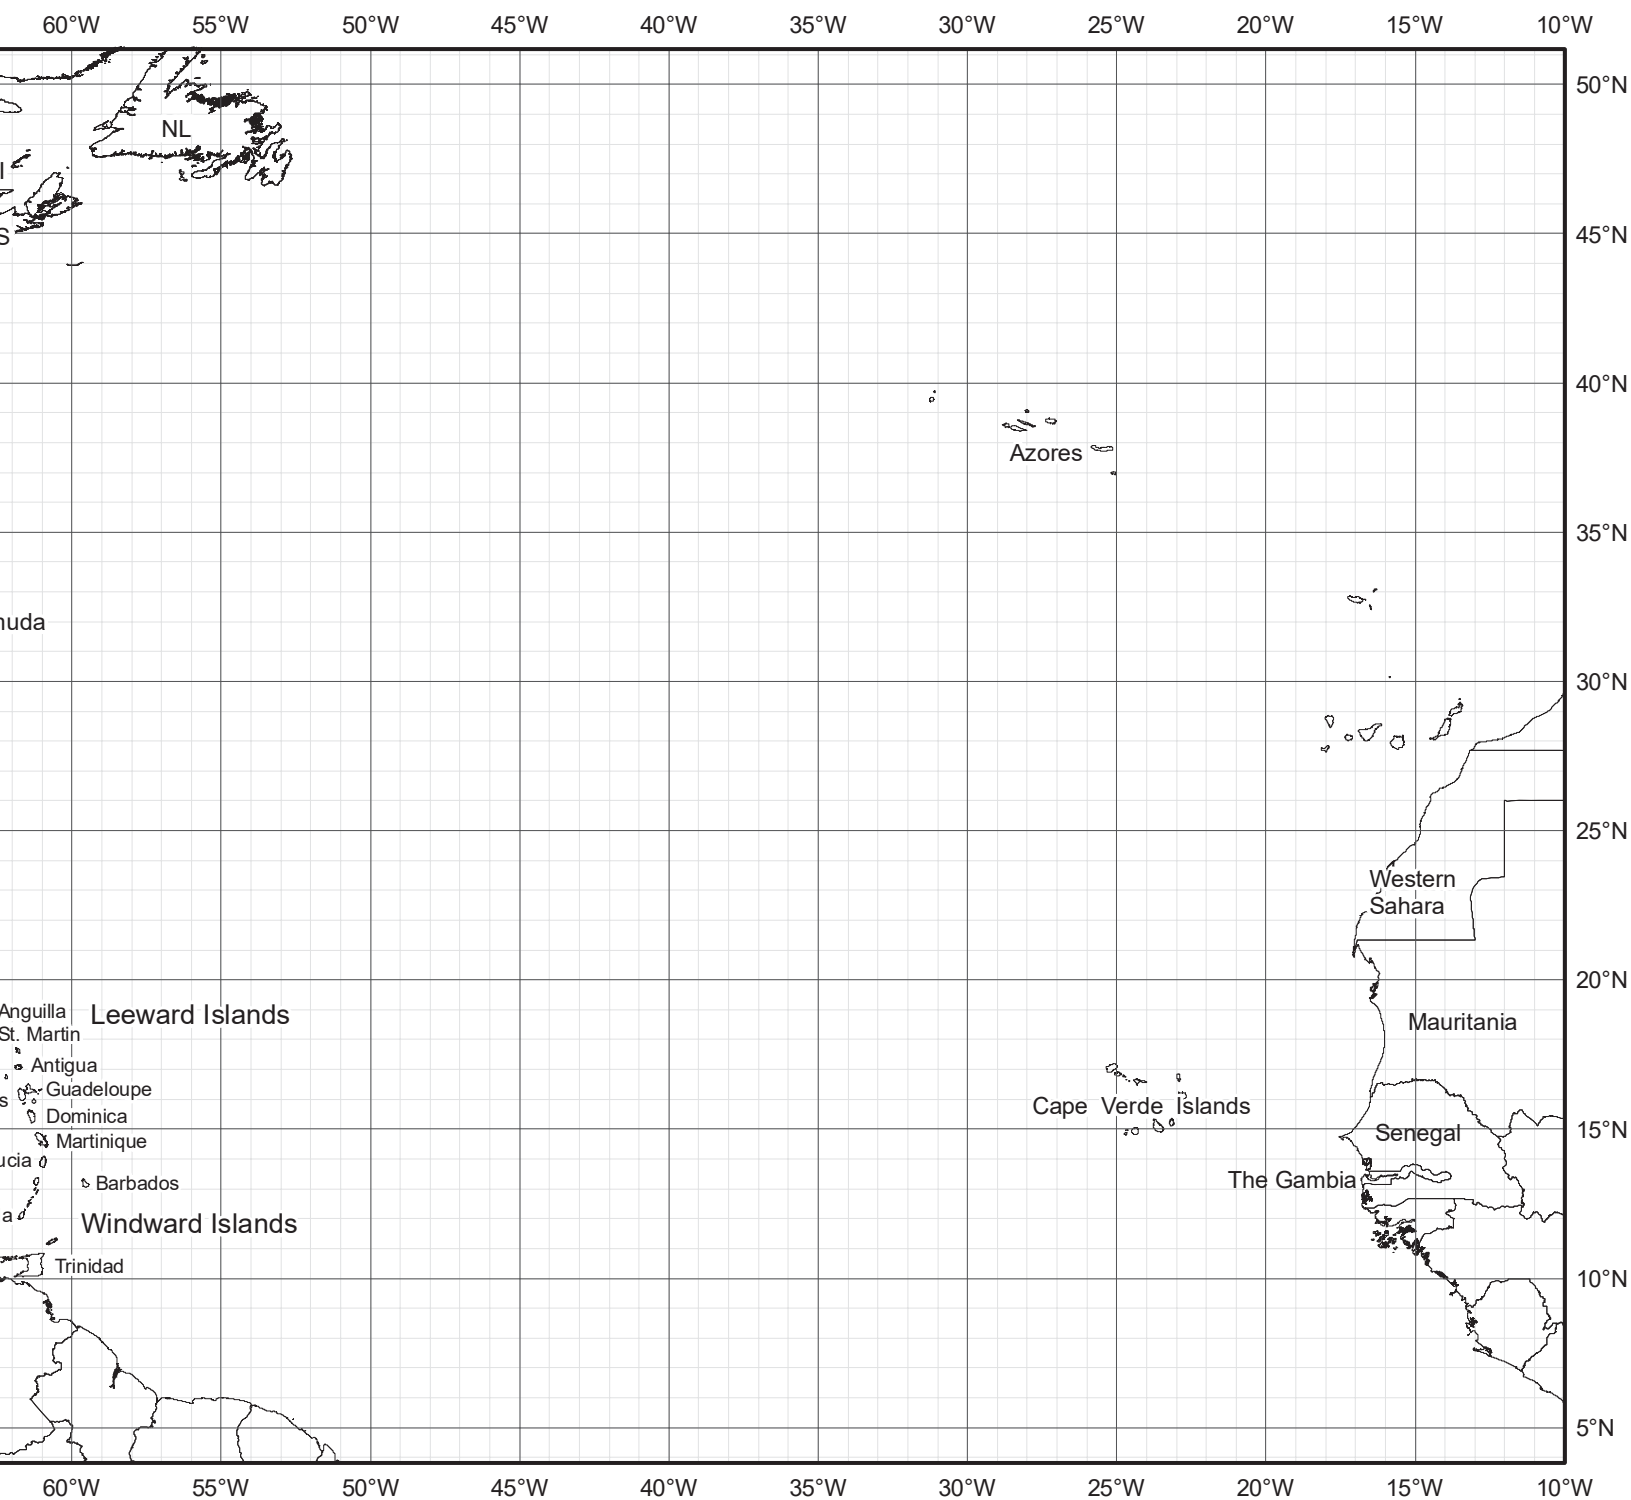 60°W 55°W 50°W 45°W 40°W 35°W 30°W 25°W 20°W 15°W 10°W
50°N
NL
I
S
45°N
40°N
Azores
35°N
nuda
30°N
25°N
Western
Sahara
20°N
Anguilla
Leeward Islands
St. Martin
Mauritania
Antigua
Guadeloupe
s
Cape Verde Islands
Dominica
15°N
Senegal
Martinique
ucia
The Gambia
Barbados
a
Windward Islands
Trinidad
10°N
5°N
60°W 55°W 50°W 45°W 40°W 35°W 30°W 25°W 20°W 15°W 10°W